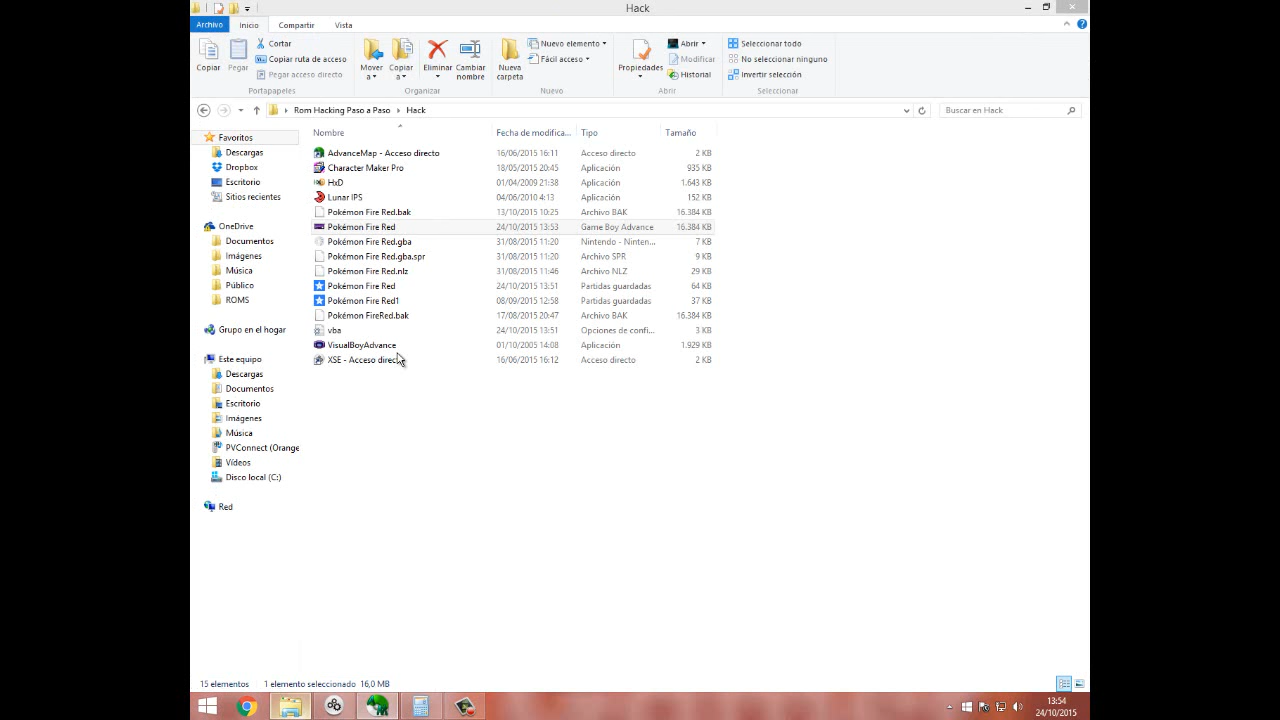 Hack
Archivo Inicio Compartir Vista
Copiar
Pegar
Cortar
Copiar ruta de acceso
Pegar acceso directo
Portapapeles
Mover a
Copiar a
Eliminar
Cambiar nombre
Organizar
Nueva carpeta
Nuevo elemento
Fácil acceso
Nuevo
Propiedades
Abrir
Modificar
Historial
Abrir
Seleccionar todo
No seleccionar ninguno
Invertir selección
Seleccionar
Rom Hacking Paso a Paso Hack
Buscar en Hack
Favoritos
Descargas
Dropbox
Escritorio
Sitios recientes
OneDrive
Documentos
Imágenes
Música
Público
ROMS
Grupo en el hogar
Este equipo
Descargas
Documentos
Escritorio
Imágenes
Música
PVConnect (Orange
Vídeos
Disco local (C:)
Red
Nombre Fecha de modifica... Tipo Tamaño
AdvanceMap - Acceso directo 16/06/2015 16:11 Acceso directo 2 KB
Character Maker Pro 18/05/2015 20:45 Aplicación 935 KB
HxD 01/04/2009 21:38 Aplicación 1.643 KB
Lunar IPS 04/06/2010 4:13 Aplicación 152 KB
Pokémon Fire Red.bak 13/10/2015 10:25 Archivo BAK 16.384 KB
Pokémon Fire Red 24/10/2015 13:53 Game Boy Advance 16.384 KB
Pokémon Fire Red.gba 31/08/2015 11:20 Nintendo - Ninten... 7 KB
Pokémon Fire Red.gba.spr 31/08/2015 11:20 Archivo SPR 9 KB
Pokémon Fire Red.nlz 31/08/2015 11:46 Archivo NLZ 29 KB
Pokémon Fire Red 24/10/2015 13:51 Partidas guardadas 64 KB
Pokémon Fire Red1 08/09/2015 12:58 Partidas guardadas 37 KB
Pokémon FireRed.bak 17/08/2015 20:47 Archivo BAK 16.384 KB
vba 24/10/2015 13:51 Opciones de confi... 3 KB
VisualBoyAdvance 01/10/2005 14:08 Aplicación 1.929 KB
XSE - Acceso directo 16/06/2015 16:12 Acceso directo 2 KB
15 elementos 1 elemento seleccionado 16,0 MB
13:54
24/10/2015